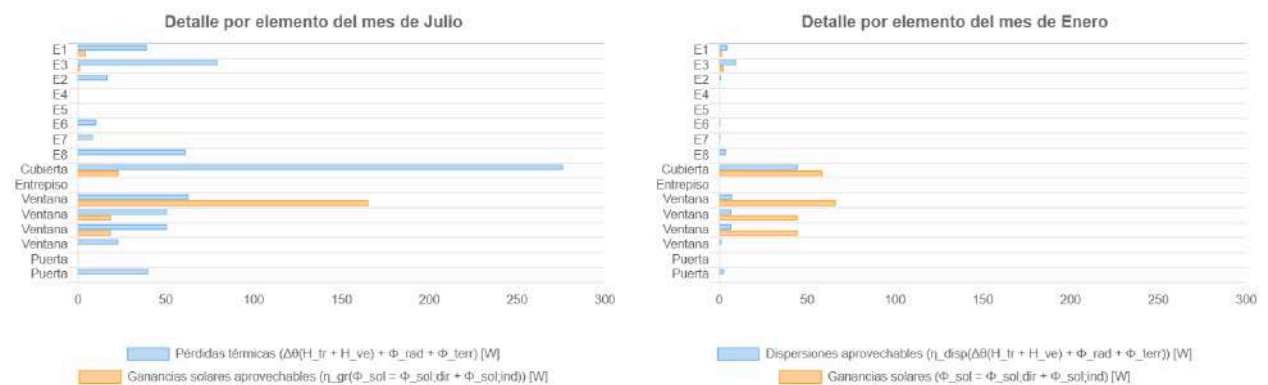 Detalle por elemento del mes de Julio
E1
E3
E2
E4
E5
E6
E7
E8
Cubierta
Entrepiso
Ventana
Ventana
Ventana
Ventana
Puerta
Puerta
0 50 100 150 200 250 300
Pérdidas térmicas (Δθ(H_tr + H_ve) + Φ_rad + Φ_terr) [W]
Ganancias solares aprovechables (η_gr(Φ_sol = Φ_sol;dir + Φ_sol;ind)) [W]
Detalle por elemento del mes de Enero
E1
E3
E2
E4
E5
E6
E7
E8
Cubierta
Entrepiso
Ventana
Ventana
Ventana
Ventana
Puerta
Puerta
0 50 100 150 200 250 300
Dispersiones aprovechables (η_disp(Δθ(H_tr + H_ve) + Φ_rad + Φ_terr)) [W]
Ganancias solares (Φ_sol = Φ_sol;dir + Φ_sol;ind) [W]